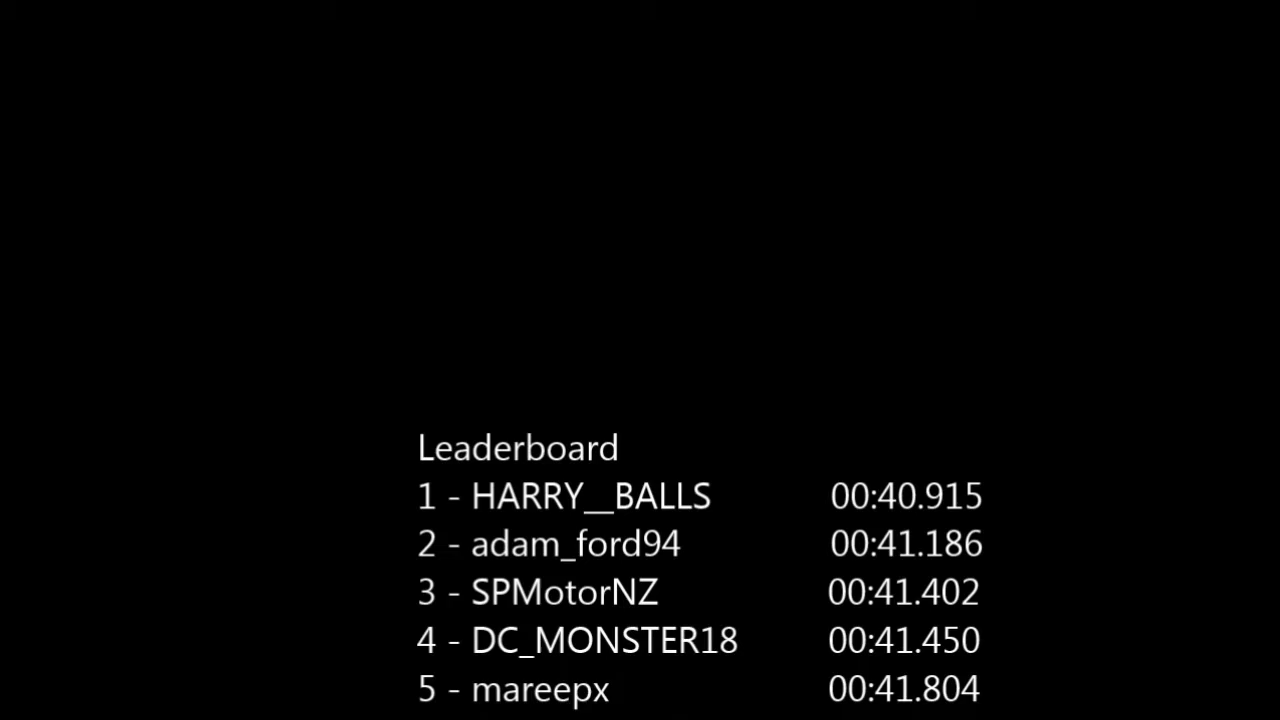 Leaderboard
1 - HARRY__BALLS 00:40.915
2 - adam_ford94 00:41.186
3 - SPMotorNZ 00:41.402
4 - DC_MONSTER18 00:41.450
5 - mareepx 00:41.804